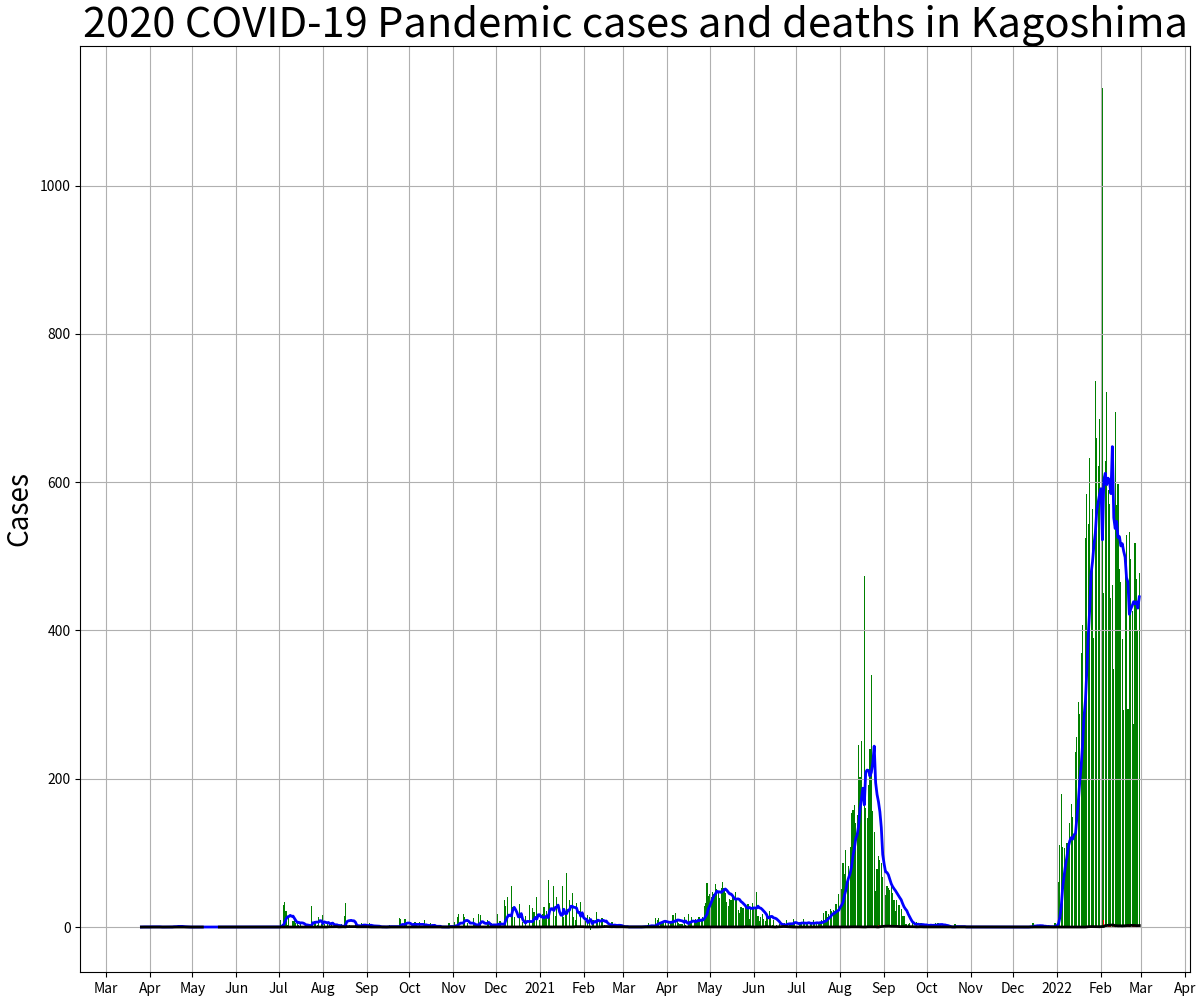 2020 COVID-19 Pandemic cases and deaths in Kagoshima
Cases
1000
800
600
400
200
0
Mar Apr May Jun Jul Aug Sep Oct Nov Dec 2021 Feb Mar Apr May Jun Jul Aug Sep Oct Nov Dec 2022 Feb Mar Apr